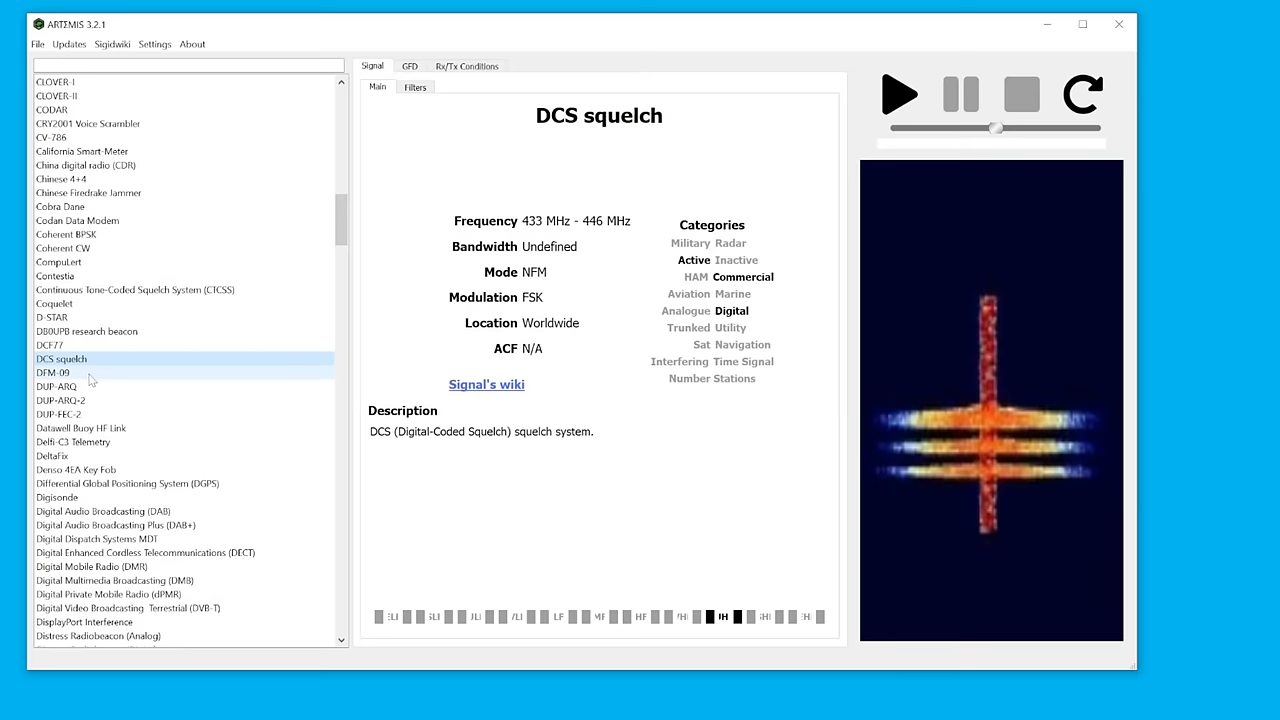 ARTΣMIS 3.2.1
File Updates Sigidwiki Settings About
CLOVER-I
CLOVER-II
CODAR
CRY2001 Voice Scrambler
CV-786
California Smart-Meter
China digital radio (CDR)
Chinese 4+4
Chinese Firedrake Jammer
Cobra Dane
Codan Data Modem
Coherent BPSK
Coherent CW
CompuLert
Contestia
Continuous Tone-Coded Squelch System (CTCSS)
Coquelet
D-STAR
DB0UPB research beacon
DCF77
DCS squelch
DFM-09
DUP-ARQ
DUP-ARQ-2
DUP-FEC-2
Datawell Buoy HF Link
Delfi-C3 Telemetry
DeltaFix
Denso 4EA Key Fob
Differential Global Positioning System (DGPS)
Digisonde
Digital Audio Broadcasting (DAB)
Digital Audio Broadcasting Plus (DAB+)
Digital Dispatch Systems MDT
Digital Enhanced Cordless Telecommunications (DECT)
Digital Mobile Radio (DMR)
Digital Multimedia Broadcasting (DMB)
Digital Private Mobile Radio (dPMR)
Digital Video Broadcasting Terrestrial (DVB-T)
DisplayPort Interference
Distress Radiobeacon (Analog)
Signal GFD Rx/Tx Conditions
Main Filters
DCS squelch
Frequency 433 MHz - 446 MHz
Bandwidth Undefined
Mode NFM
Modulation FSK
Location Worldwide
ACF N/A
Signal's wiki
Categories
Military Radar
Active Inactive
HAM Commercial
Aviation Marine
Analogue Digital
Trunked Utility
Sat Navigation
Interfering Time Signal
Number Stations
Description
DCS (Digital-Coded Squelch) squelch system.
LF HF